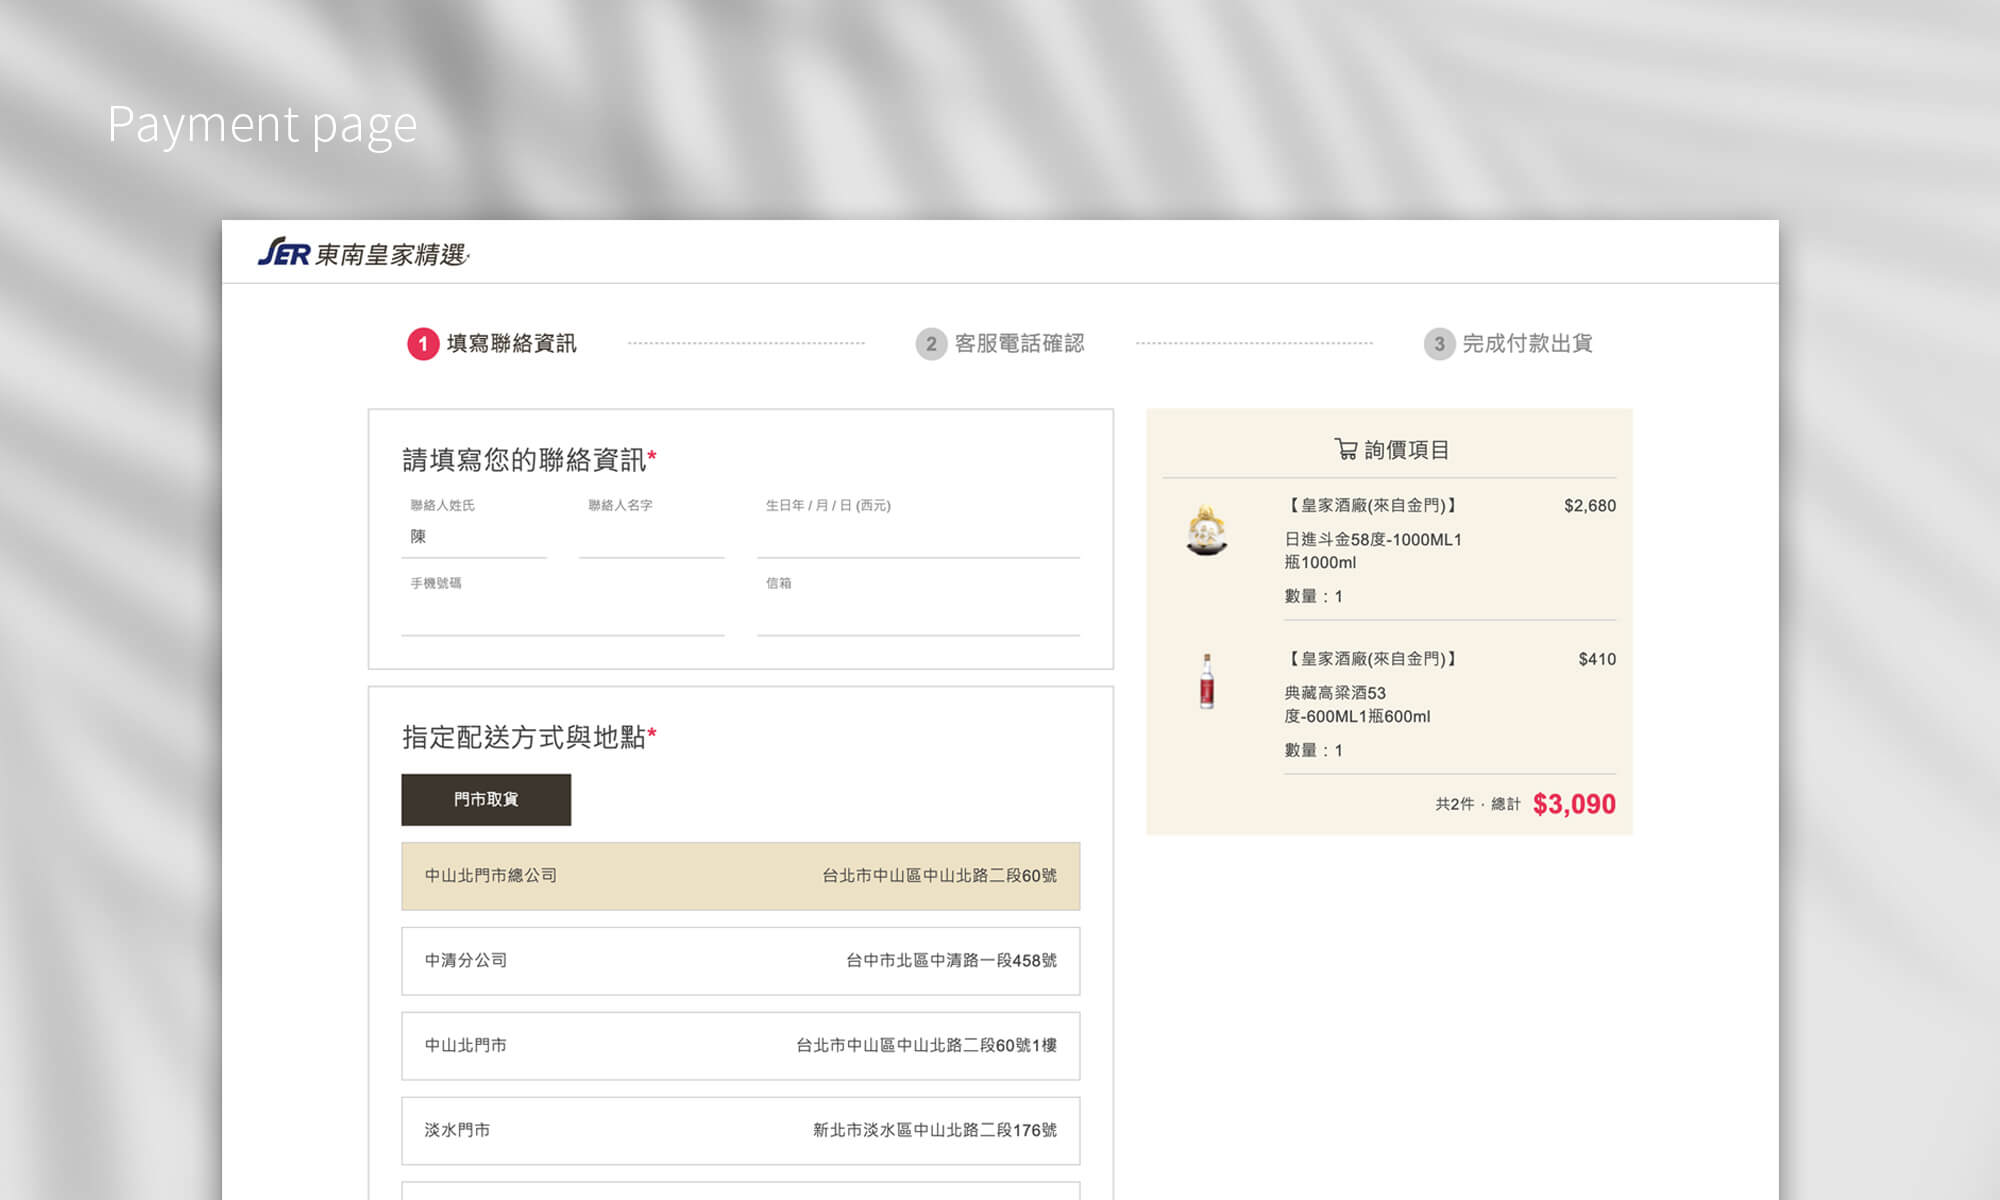 Payment page
SER 東南皇家精選
1 填寫聯絡資訊
2 客服電話確認
3 完成付款出貨
請填寫您的聯絡資訊*
聯絡人姓氏
聯絡人名字
生日年 / 月 / 日 (西元)
陳
手機號碼
信箱
指定配送方式與地點*
門市取貨
中山北門市總公司 台北市中山區中山北路二段60號
中清分公司 台中市北區中清路一段458號
中山北門市 台北市中山區中山北路二段60號1樓
淡水門市 新北市淡水區中山北路二段176號
詢價項目
【皇家酒廠(來自金門)】 $2,680
日進斗金58度-1000ML1
瓶1000ml
數量：1
【皇家酒廠(來自金門)】 $410
典藏高粱酒53
度-600ML1瓶600ml
數量：1
共2件 · 總計 $3,090